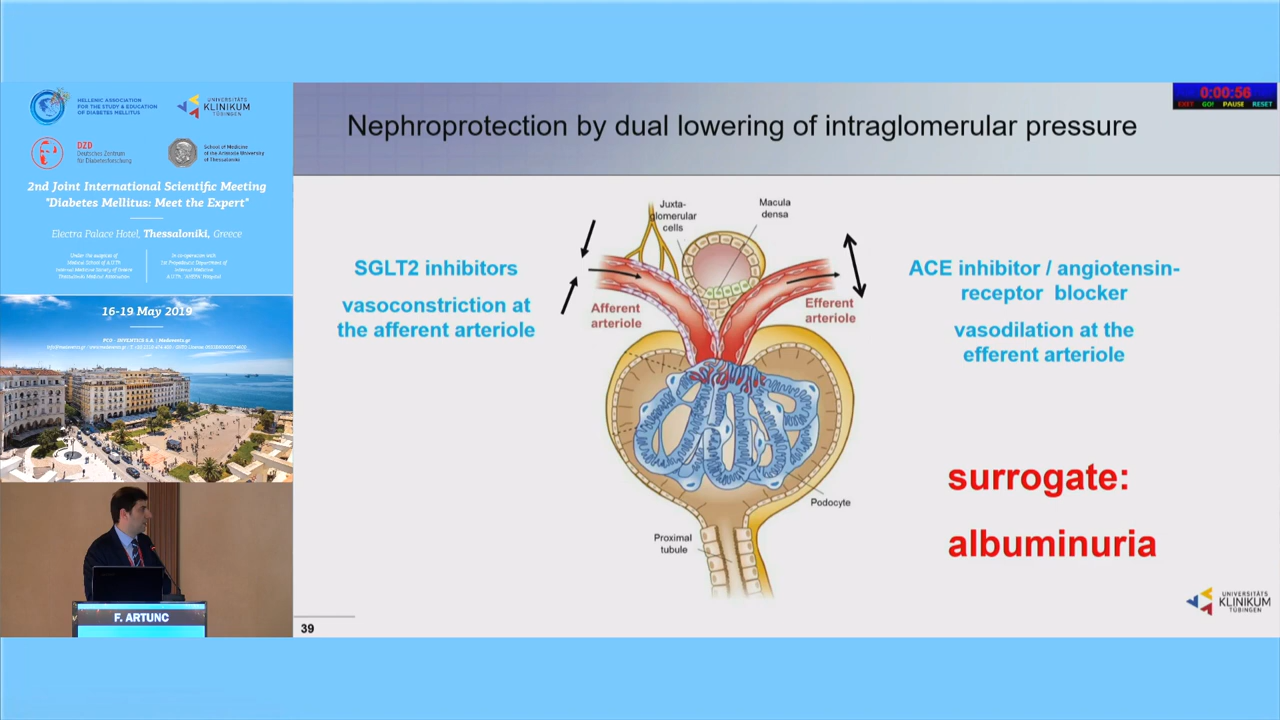 HELLENIC ASSOCIATION
FOR THE STUDY & EDUCATION
OF DIABETES MELLITUS
UNIVERSITÄTS
KLINIKUM
TÜBINGEN
DZD
Deutsches Zentrum
für Diabetesforschung
School of Medicine
of the Aristotle University
of Thessaloniki
2nd Joint International Scientific Meeting
"Diabetes Mellitus: Meet the Expert"
Electra Palace Hotel, Thessaloniki, Greece
16-19 May 2019
F. ARTUNC
0:00:56
EXIT GO! PAUSE RESET
Nephroprotection by dual lowering of intraglomerular pressure
SGLT2 inhibitors
vasoconstriction at
the afferent arteriole
Juxta-
glomerular
cells
Macula
densa
Afferent
arteriole
Efferent
arteriole
Podocyte
Proximal
tubule
ACE inhibitor / angiotensin-
receptor blocker
vasodilation at the
efferent arteriole
surrogate:
albuminuria
UNIVERSITÄTS
KLINIKUM
TÜBINGEN
39